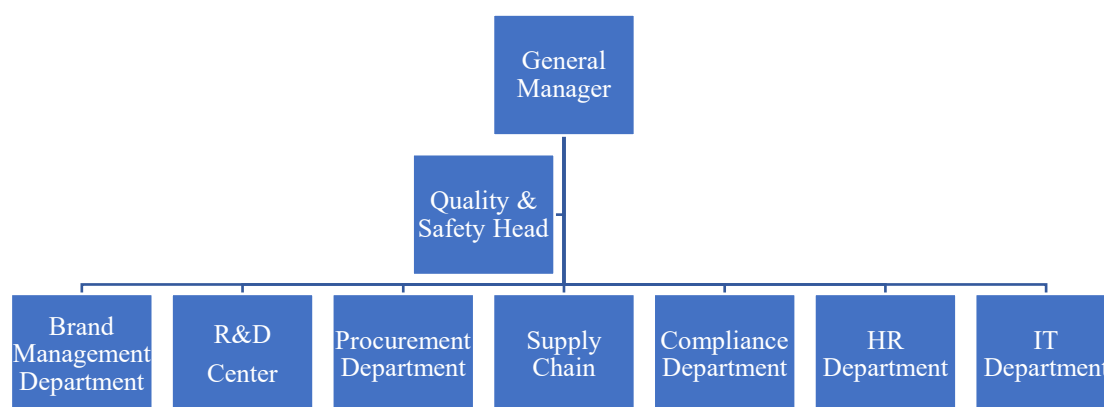 General
Manager
Quality &
Safety Head
Brand
Management
Department
R&D
Center
Procurement
Department
Supply
Chain
Compliance
Department
HR
Department
IT
Department